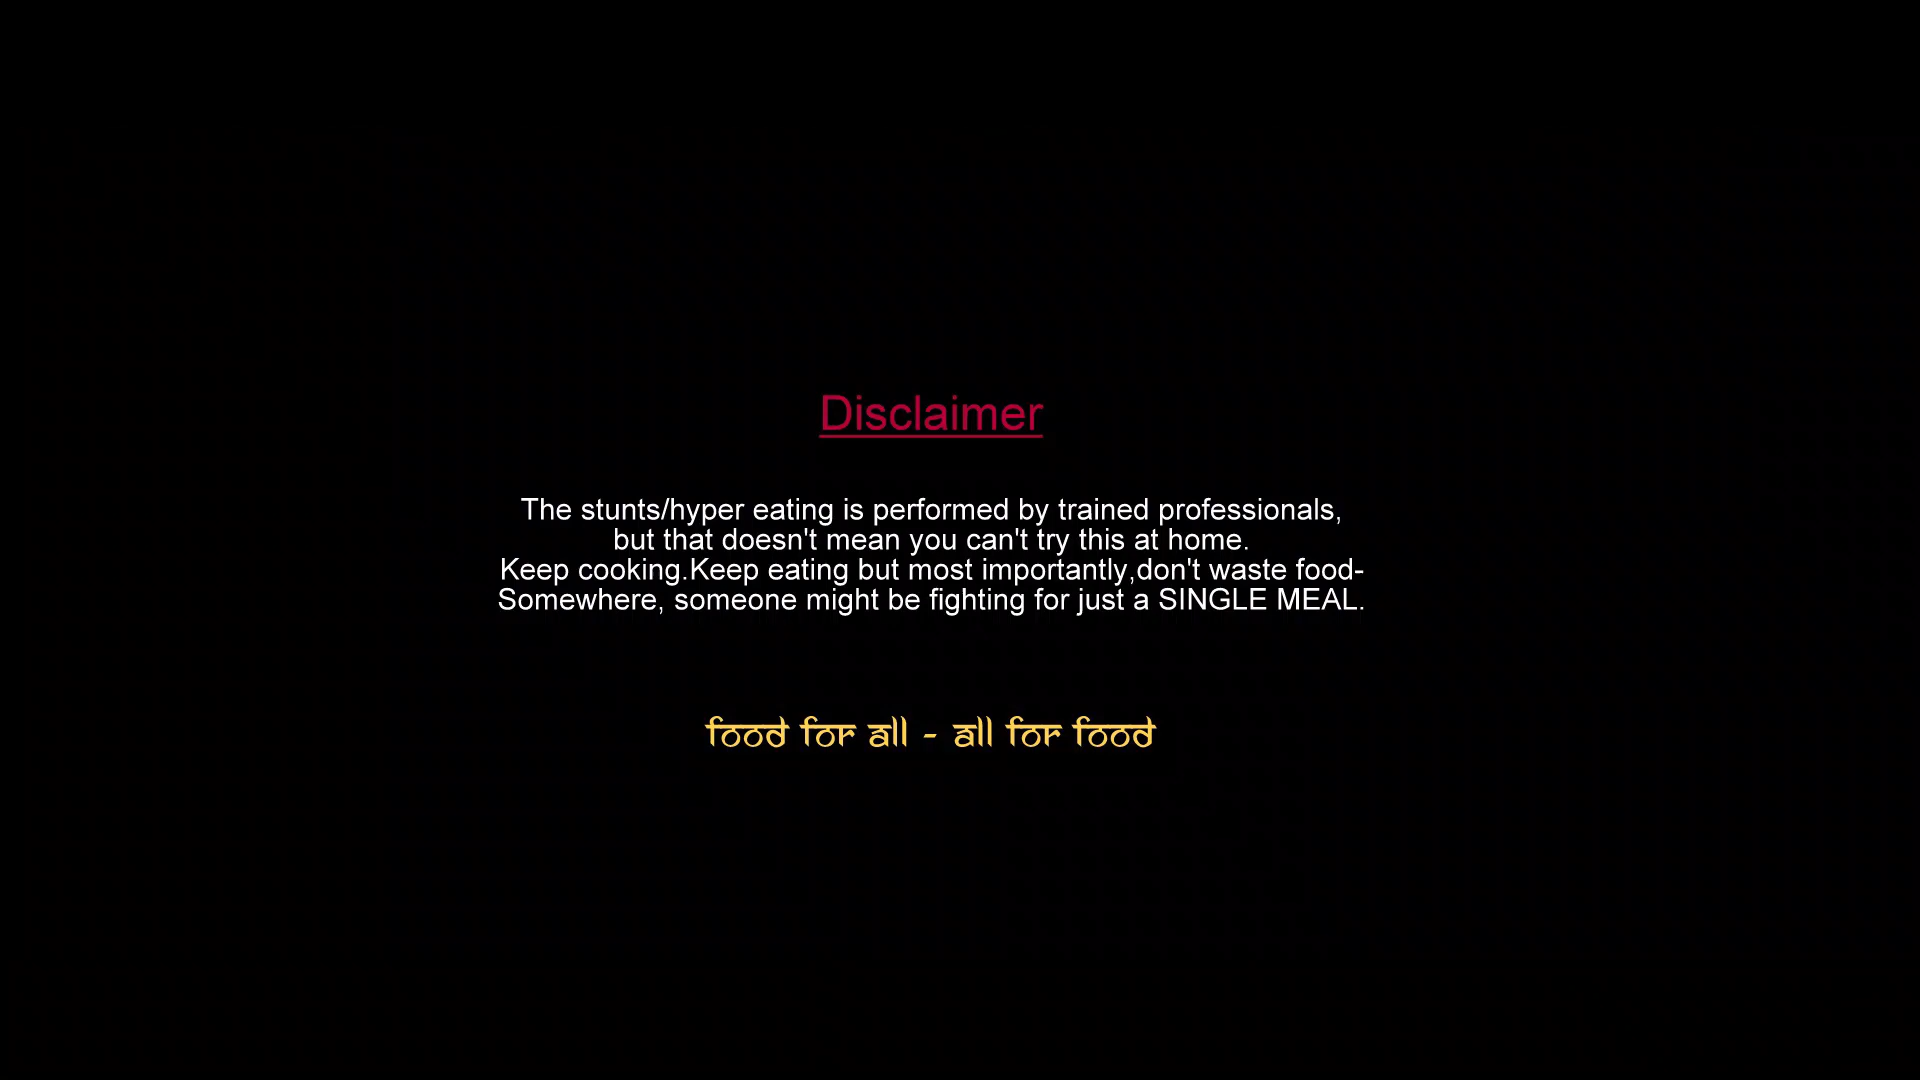 Disclaimer
The stunts/hyper eating is performed by trained professionals,
but that doesn't mean you can't try this at home.
Keep cooking.Keep eating but most importantly,don't waste food-
Somewhere, someone might be fighting for just a SINGLE MEAL.
food for all - all for food